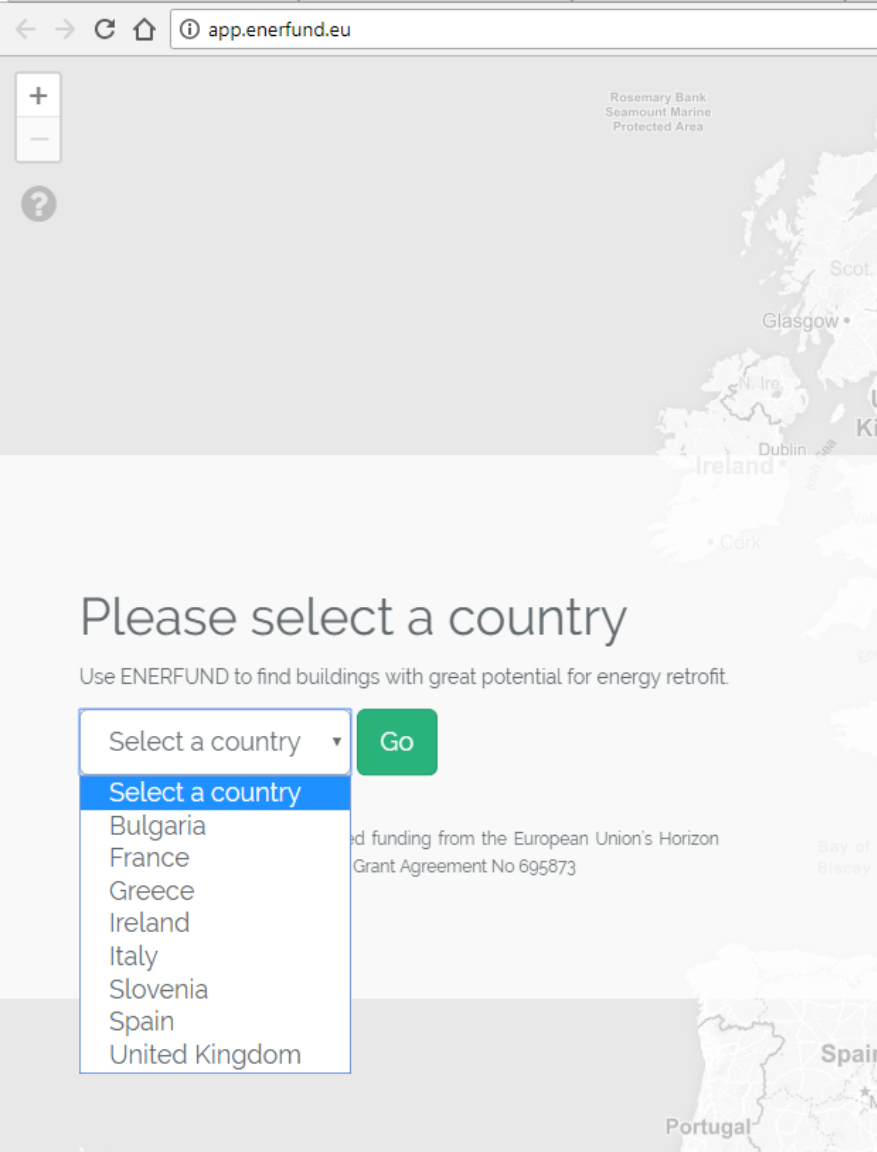 app.enerfund.eu
+
−
?
Rosemary Bank
Seamount Marine
Protected Area
Scot.
Glasgow
N. Ire.
Dublin
Irish Sea
Ireland
Cork
Please select a country
Use ENERFUND to find buildings with great potential for energy retrofit.
Select a country
Go
Select a country
Bulgaria
France
Greece
Ireland
Italy
Slovenia
Spain
United Kingdom
funding from the European Union's Horizon
Grant Agreement No 695873
Bay of
Biscay
Spain
Portugal